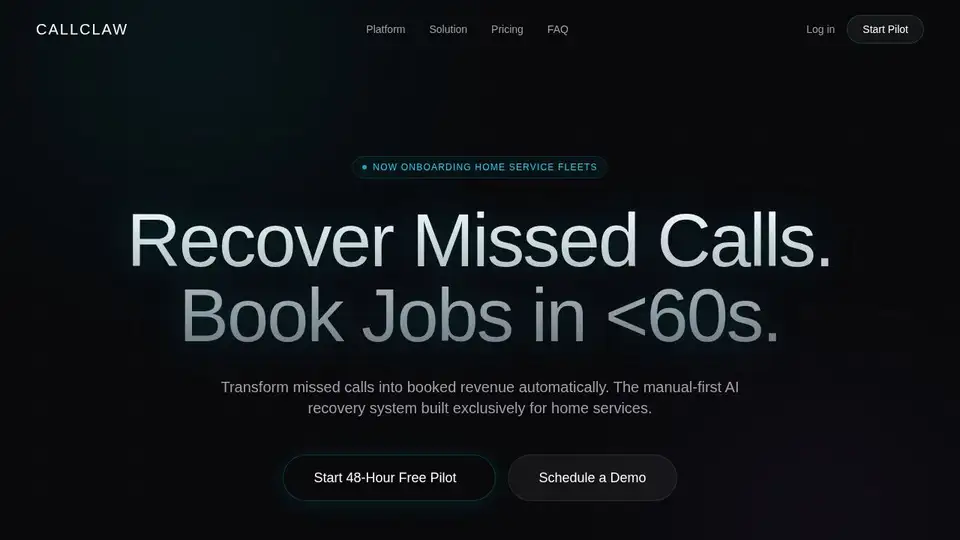 CALLCLAW
Platform
Solution
Pricing
FAQ
Log in
Start Pilot
NOW ONBOARDING HOME SERVICE FLEETS
Recover Missed Calls.
Book Jobs in <60s.
Transform missed calls into booked revenue automatically. The manual-first AI
recovery system built exclusively for home services.
Start 48-Hour Free Pilot
Schedule a Demo